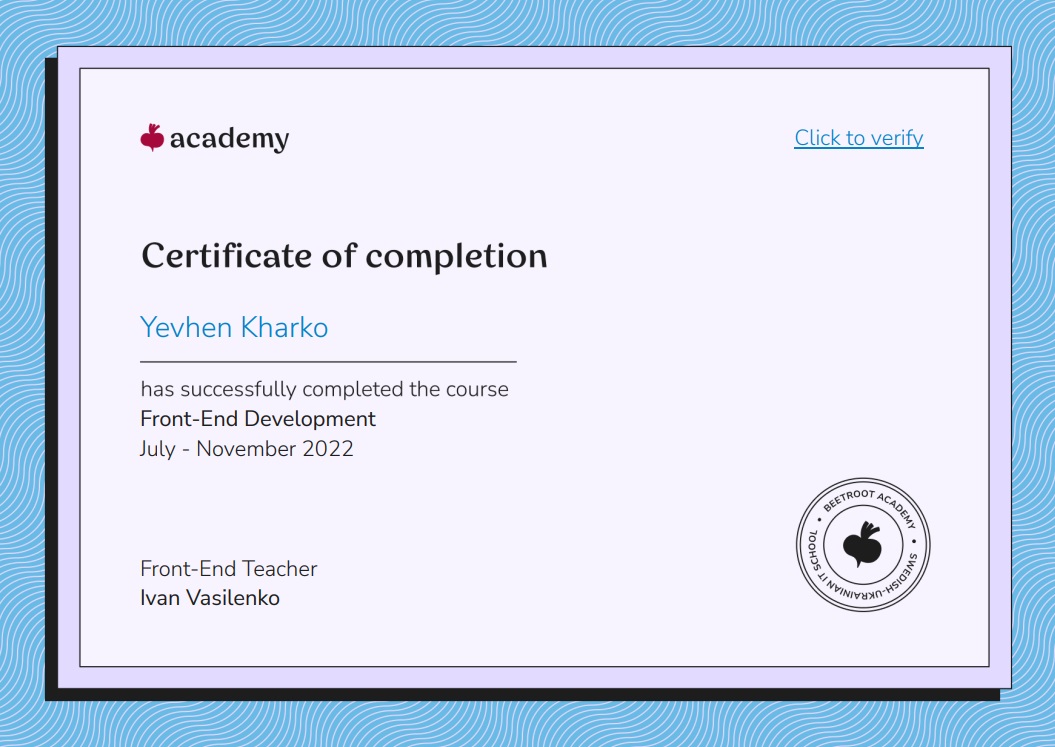 academy
Click to verify
Certificate of completion
Yevhen Kharko
has successfully completed the course
Front-End Development
July - November 2022
BEETROOT ACADEMY • SWEDISH-UKRAINIAN IT SCHOOL •
Front-End Teacher
Ivan Vasilenko